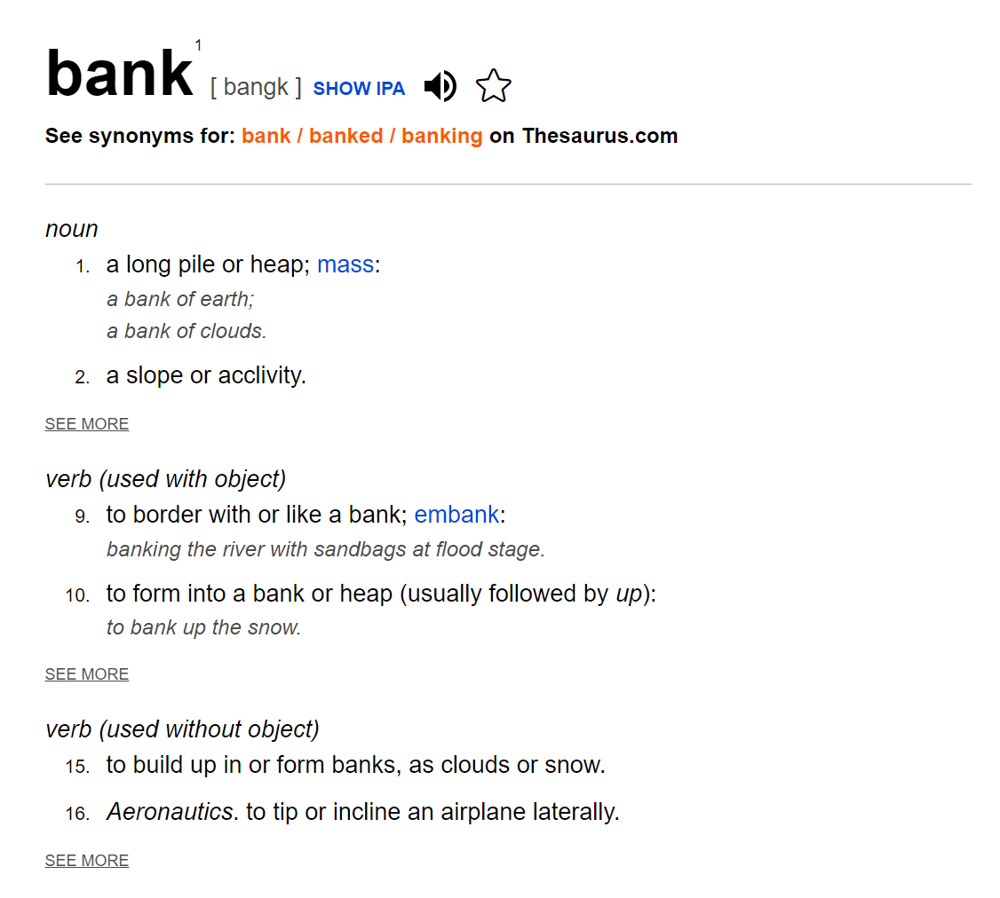 bank1 [ bangk ] SHOW IPA
See synonyms for: bank / banked / banking on Thesaurus.com
noun
1. a long pile or heap; mass:
a bank of earth;
a bank of clouds.
2. a slope or acclivity.
SEE MORE
verb (used with object)
9. to border with or like a bank; embank:
banking the river with sandbags at flood stage.
10. to form into a bank or heap (usually followed by up):
to bank up the snow.
SEE MORE
verb (used without object)
15. to build up in or form banks, as clouds or snow.
16. Aeronautics. to tip or incline an airplane laterally.
SEE MORE